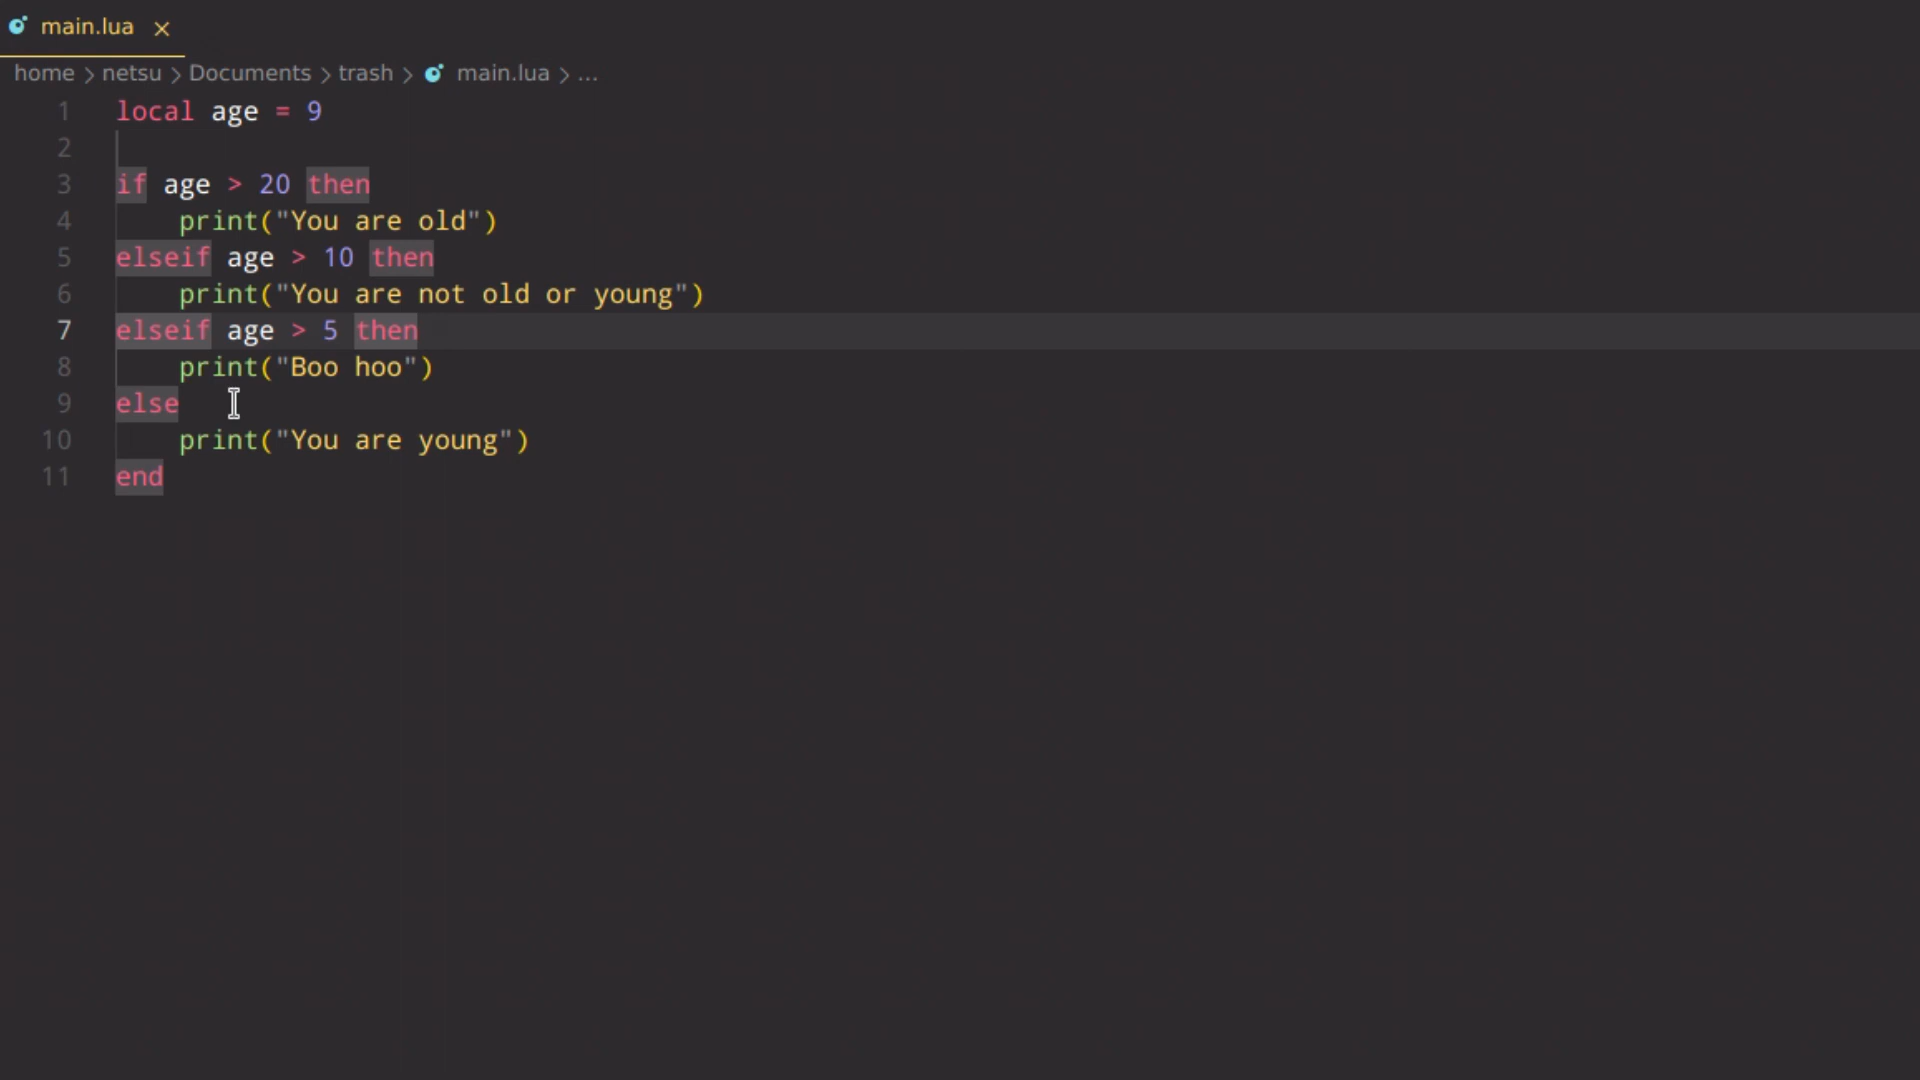 main.lua ×
home > netsu > Documents > trash > main.lua > ...
1 local age = 9
2
3 if age > 20 then
4     print("You are old")
5 elseif age > 10 then
6     print("You are not old or young")
7 elseif age > 5 then
8     print("Boo hoo")
9 else
10     print("You are young")
11 end